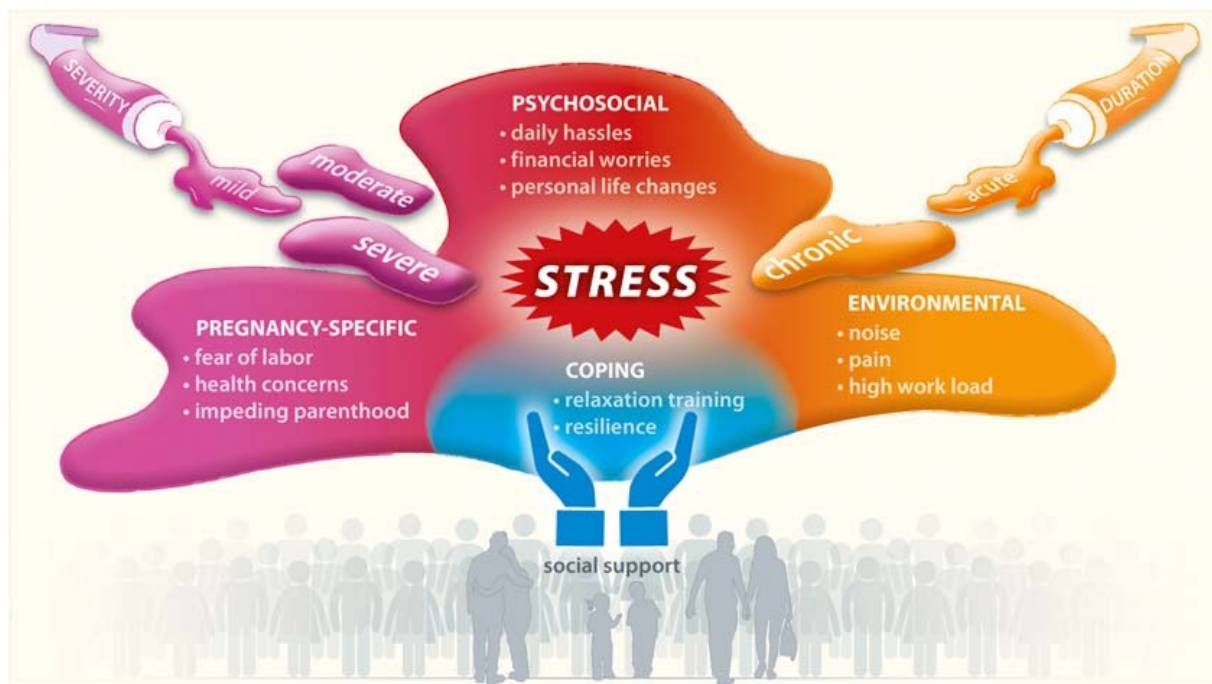 SEVERITY
mild
moderate
severe
DURATION
acute
chronic
PSYCHOSOCIAL
• daily hassles
• financial worries
• personal life changes
STRESS
PREGNANCY-SPECIFIC
• fear of labor
• health concerns
• impeding parenthood
COPING
• relaxation training
• resilience
ENVIRONMENTAL
• noise
• pain
• high work load
social support